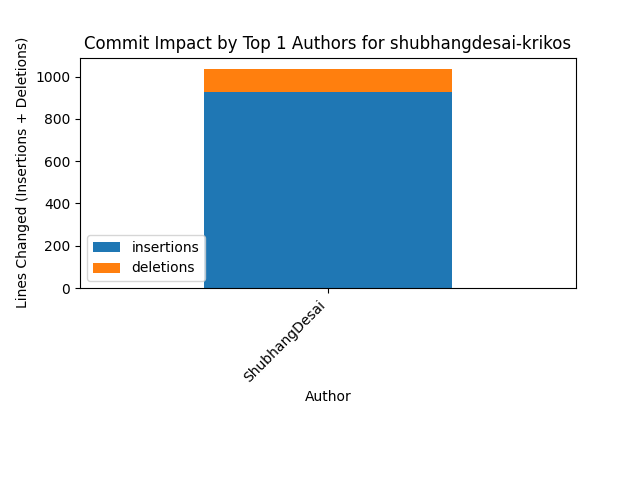 Commit Impact by Top 1 Authors for shubhangdesai-krikos
Lines Changed (Insertions + Deletions)
1000
800
600
400
200
0
insertions
deletions
ShubhangDesai
Author